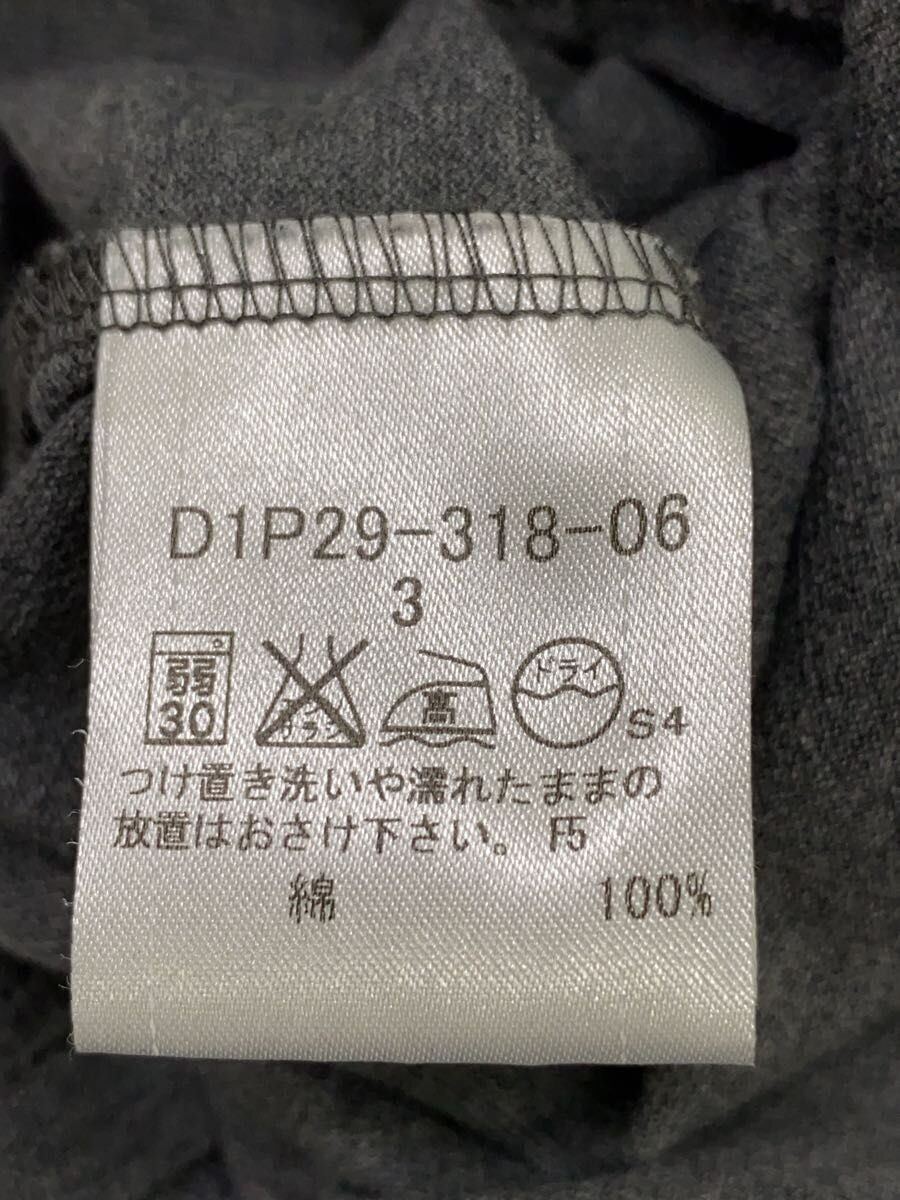 D1P29-318-06
3
弱 30 エンソ サラシ 高 ドライ S4
つけ置き洗いや濡れたままの
放置はおさけ下さい。 F5
綿 100%